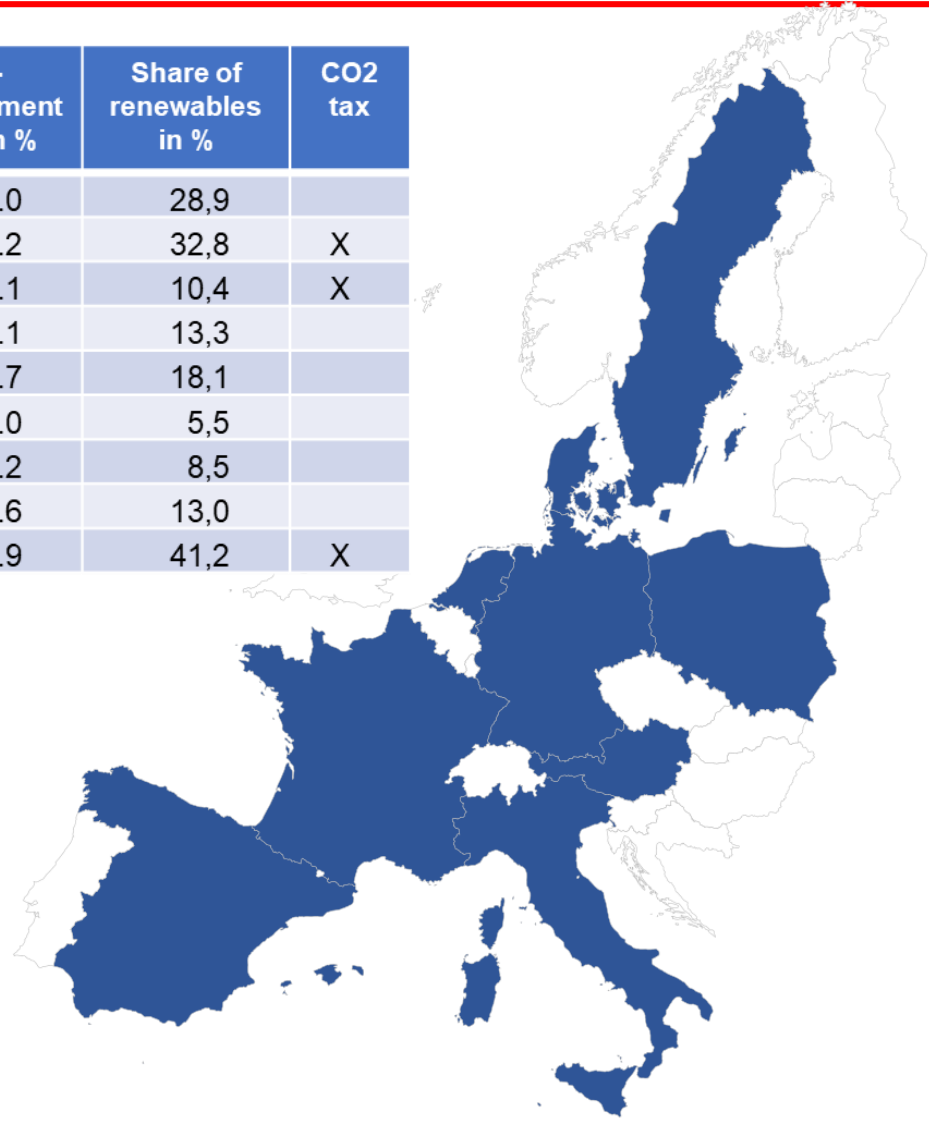 - Share of CO2
ment renewables tax
in %
.0 28,9
.2 32,8 X
.1 10,4 X
.1 13,3
.7 18,1
.0 5,5
.2 8,5
.6 13,0
.9 41,2 X